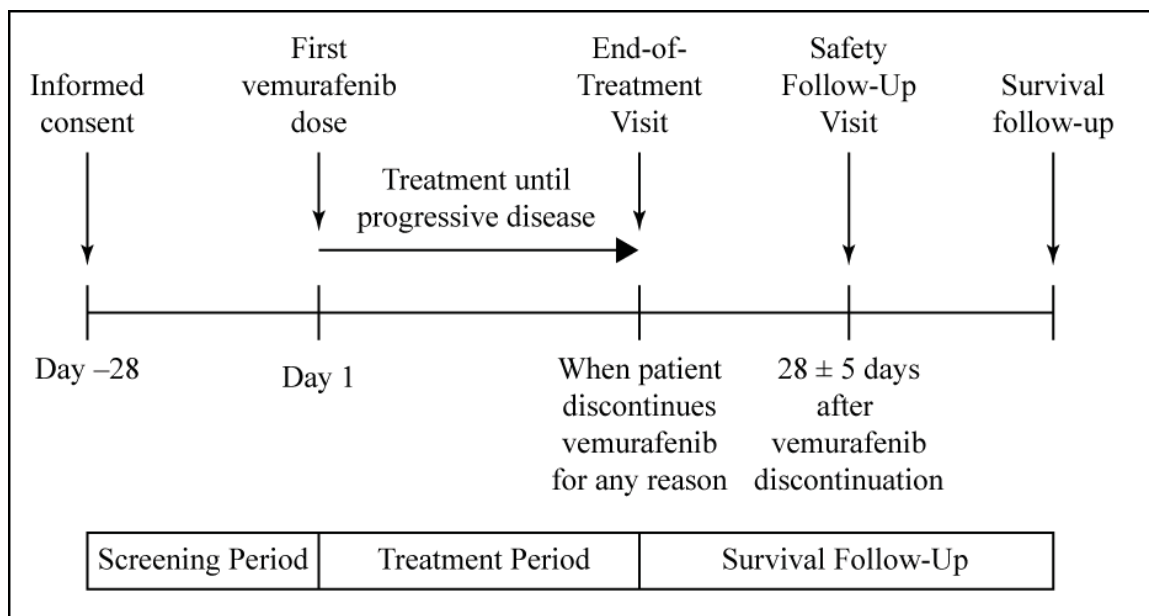 Informed
consent
First
vemurafenib
dose
End-of-
Treatment
Visit
Safety
Follow-Up
Visit
Survival
follow-up
Treatment until
progressive disease
Day –28
Day 1
When patient
discontinues
vemurafenib
for any reason
28 ± 5 days
after
vemurafenib
discontinuation
Screening Period
Treatment Period
Survival Follow-Up